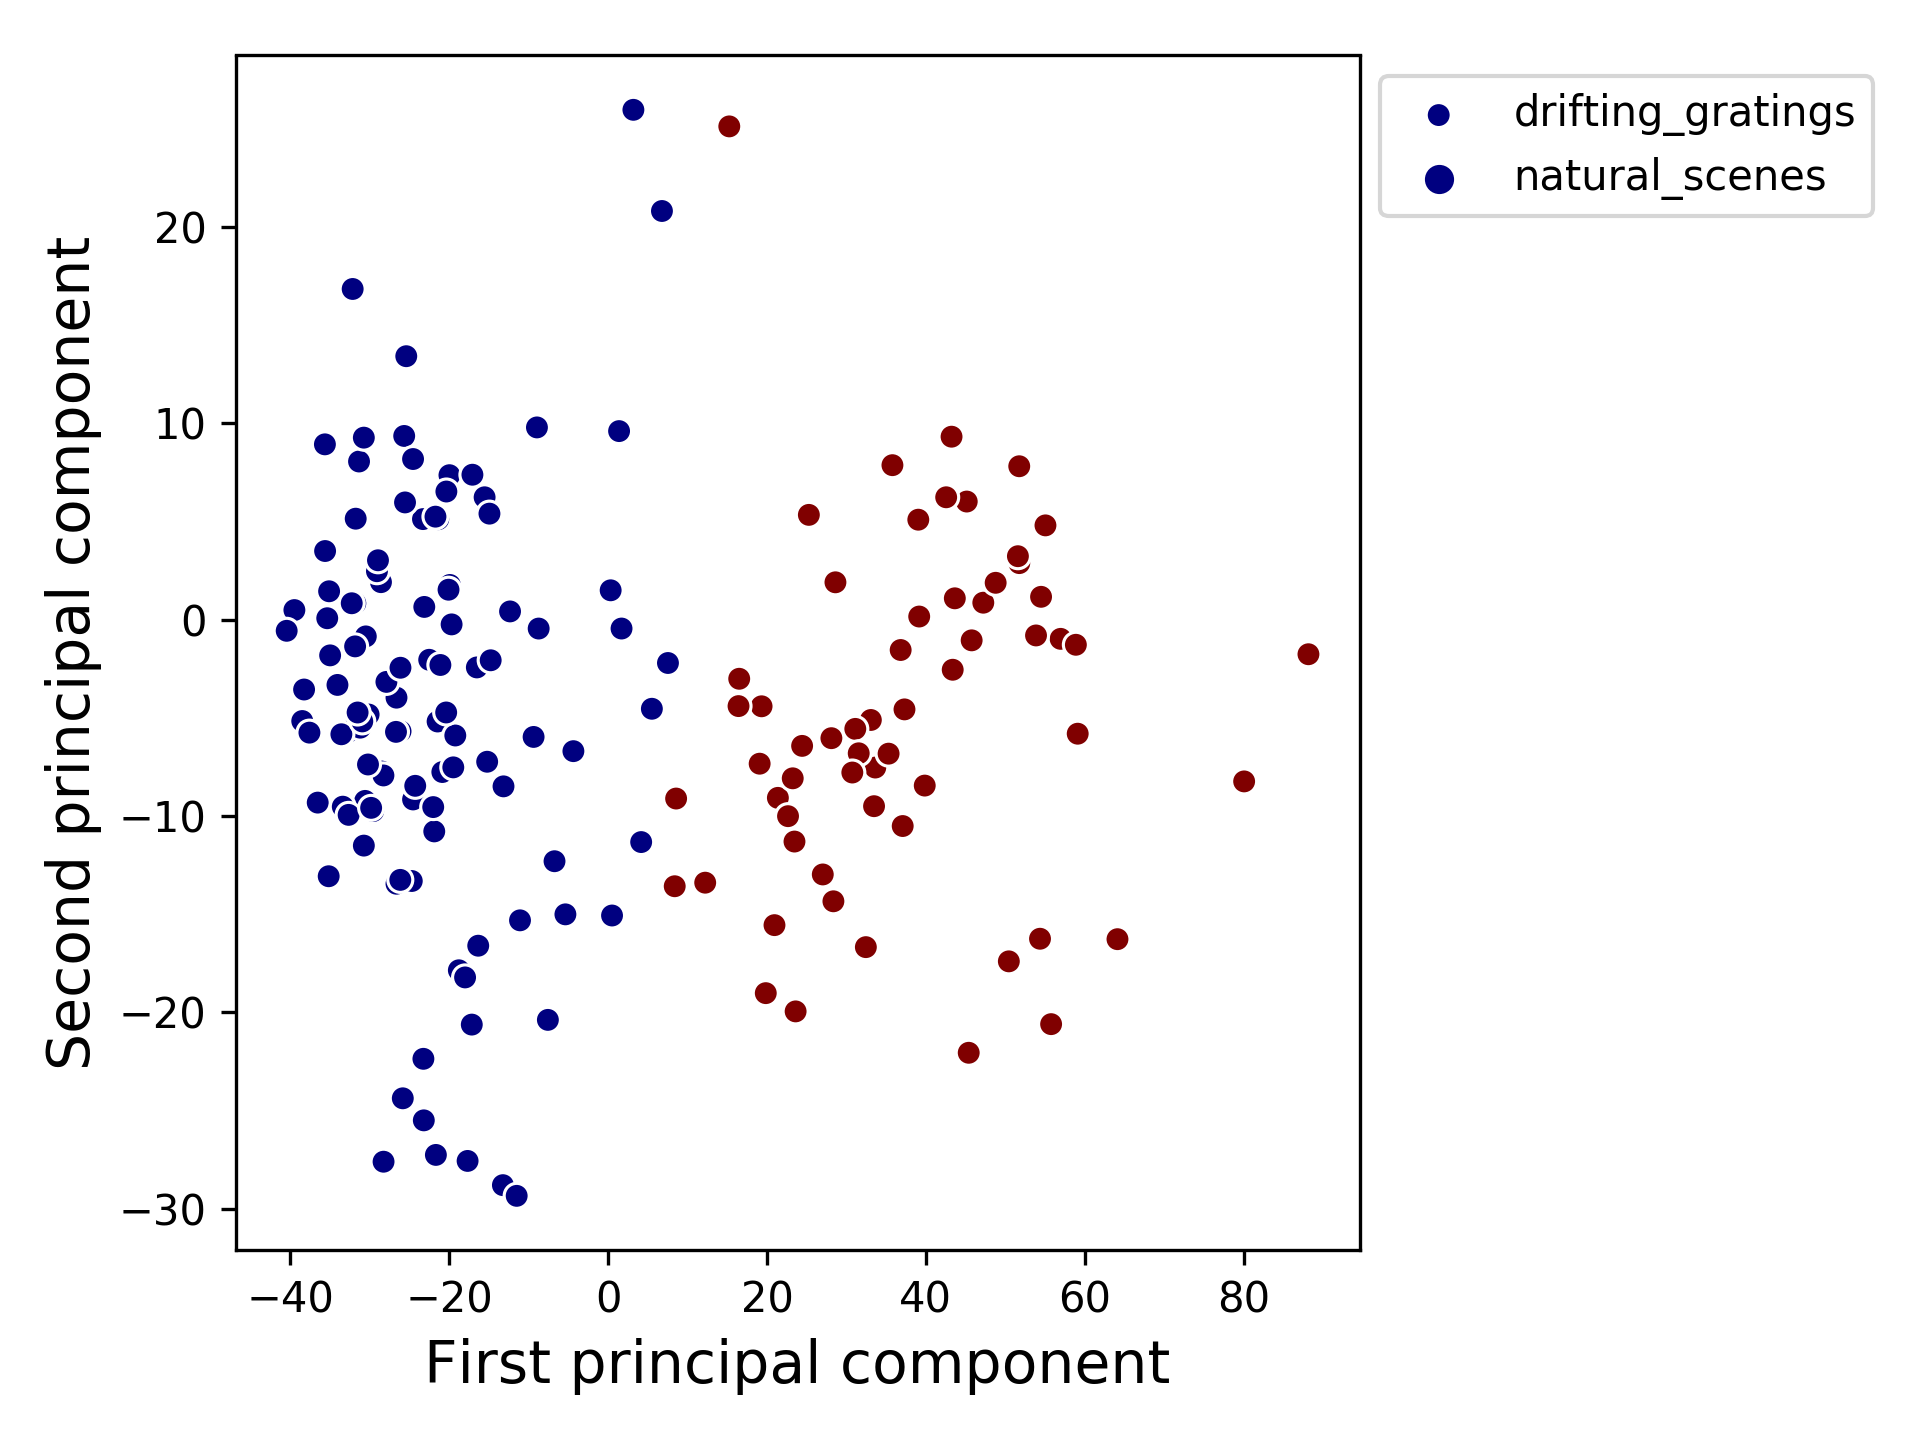 drifting_gratings
natural_scenes
20
10
0
−10
−20
−30
Second principal component
−40 −20 0 20 40 60 80
First principal component